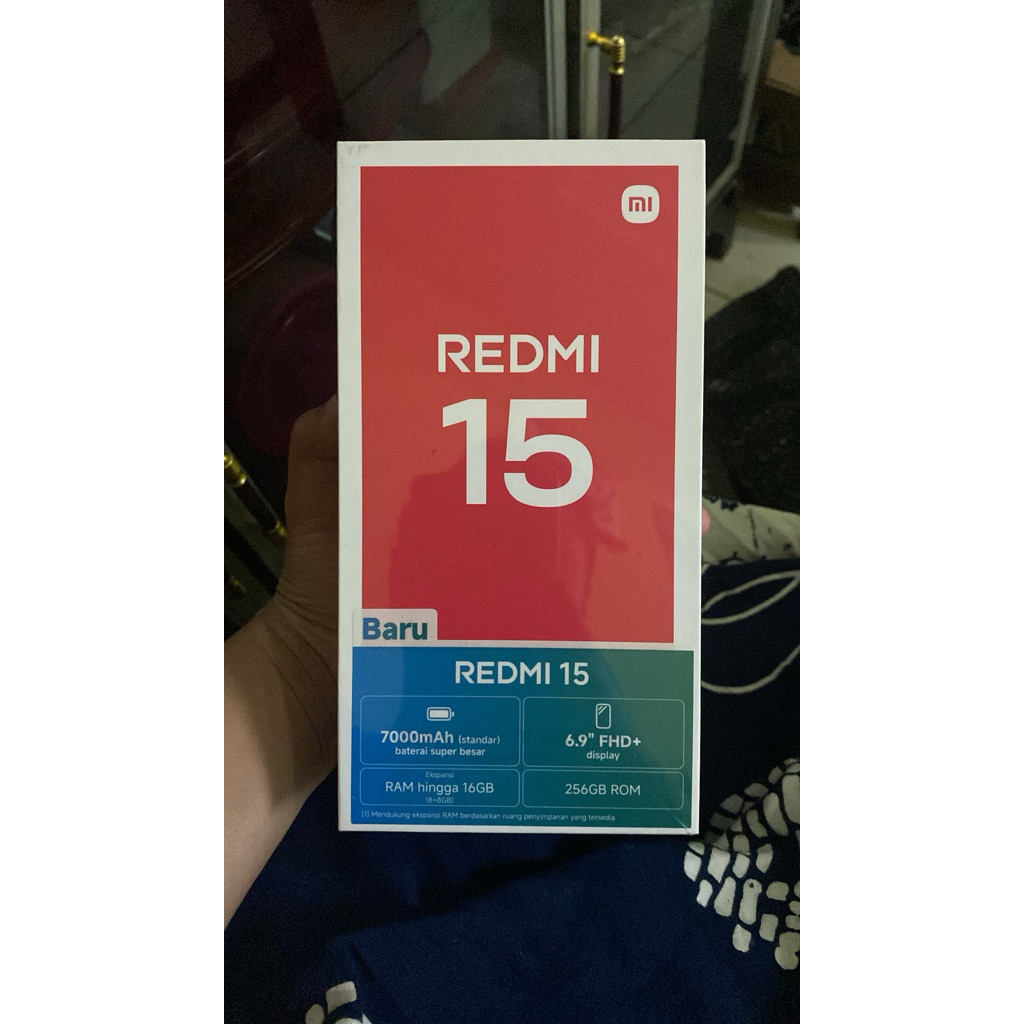 mi
REDMI
15
Baru
REDMI 15
7000mAh (standar)
baterai super besar
6.9" FHD+
display
Ekspansi
RAM hingga 16GB
(8+8GB)
256GB ROM
(1) Mendukung ekspansi RAM berdasarkan ruang penyimpanan yang tersedia